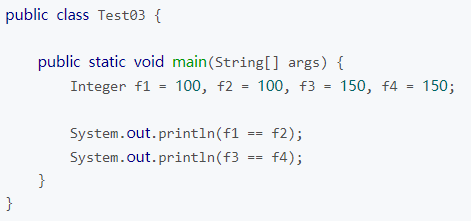 public class Test03 {
    public static void main(String[] args) {
        Integer f1 = 100, f2 = 100, f3 = 150, f4 = 150;
        System.out.println(f1 == f2);
        System.out.println(f3 == f4);
    }
}